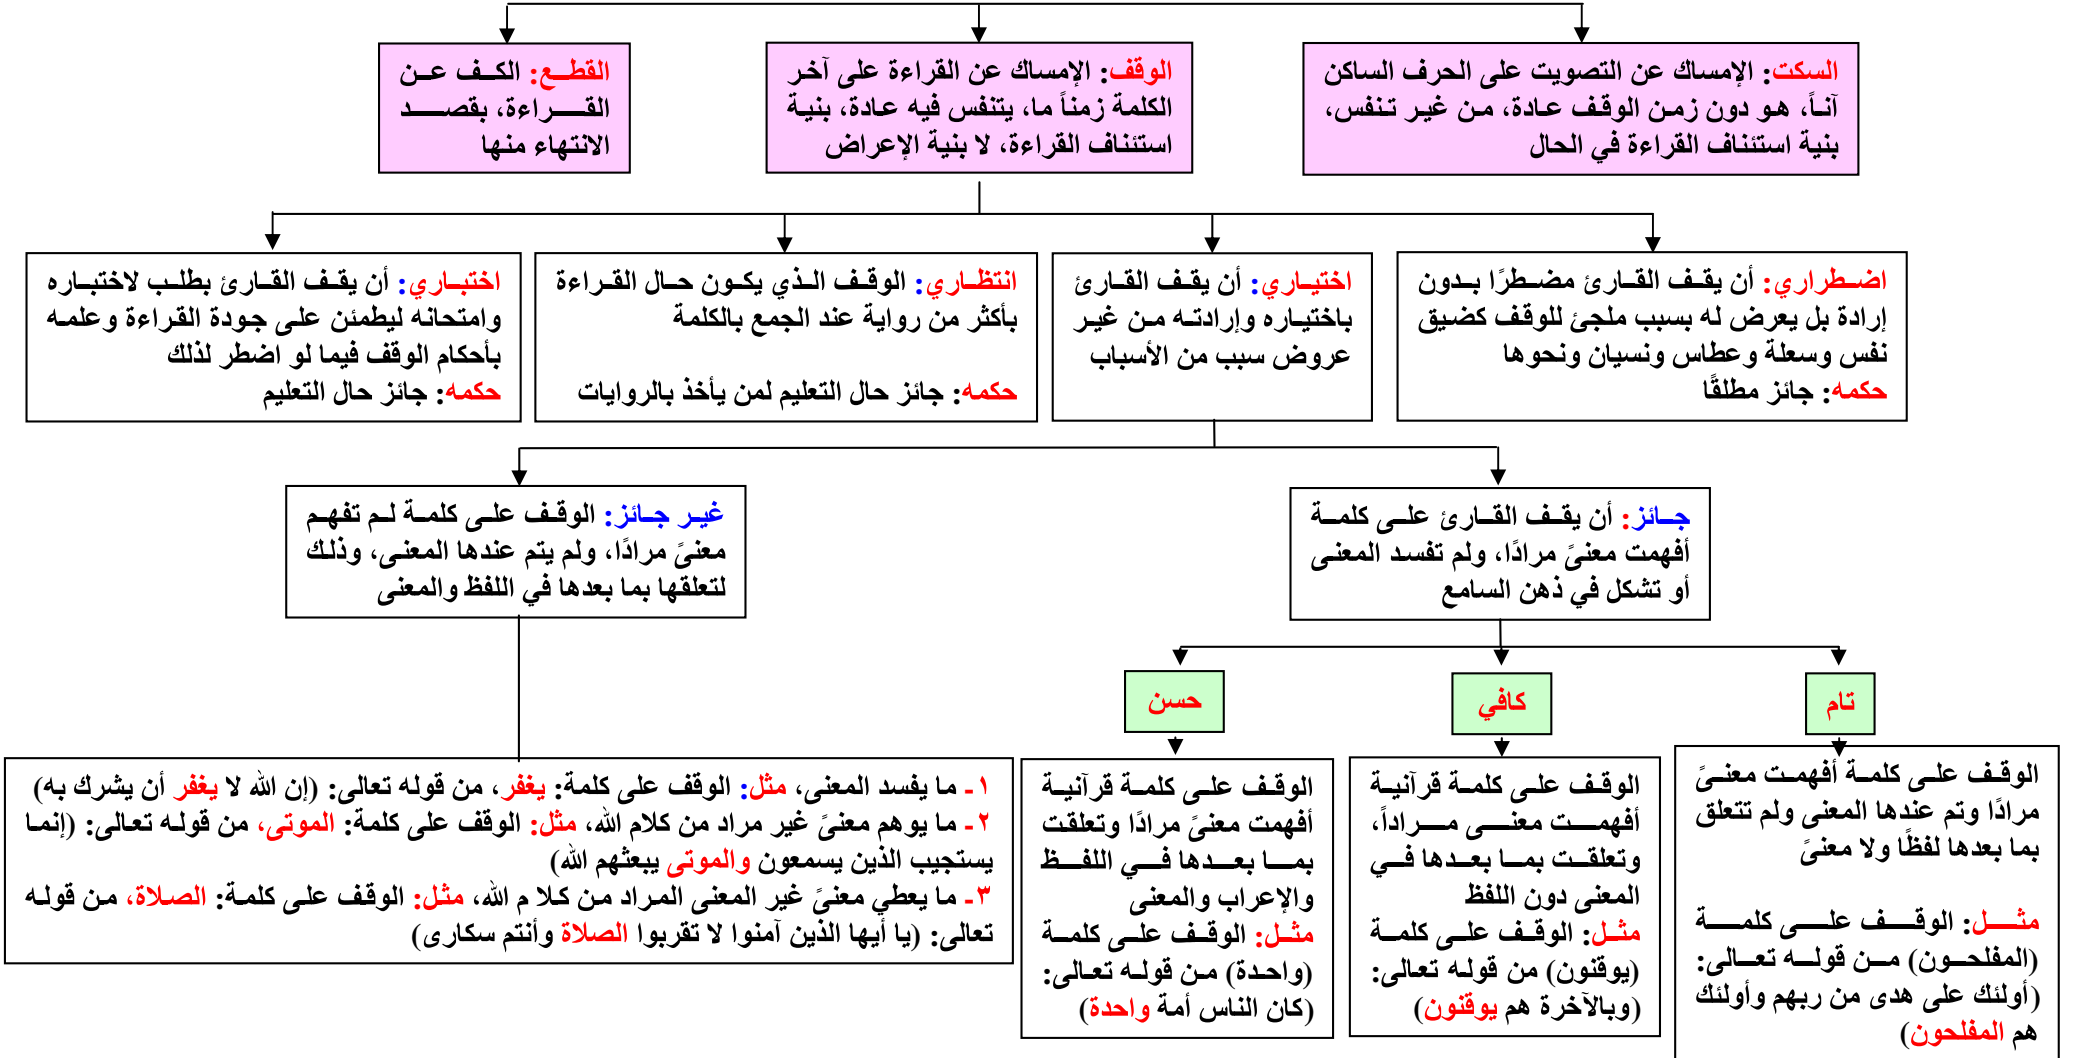 السكت: الإمساك عن التصويت على الحرف الساكن
آناً، هو دون زمن الوقف عادة، من غير تنفس،
بنية استئناف القراءة في الحال
الوقف: الإمساك عن القراءة على آخر
الكلمة زمناً ما، يتنفس فيه عادة، بنية
استئناف القراءة، لا بنية الإعراض
القطع: الكف عن
القراءة، بقصد
الانتهاء منها
اضطراري: أن يقف القارئ مضطرًا بدون
إرادة بل يعرض له بسبب ملجئ للوقف كضيق
نفس وسعلة وعطاس ونسيان ونحوها
حكمه: جائز مطلقًا
اختياري: أن يقف القارئ
باختياره وإرادته من غير
عروض سبب من الأسباب
انتظاري: الوقف الذي يكون حال القراءة
بأكثر من رواية عند الجمع بالكلمة
حكمه: جائز حال التعليم لمن يأخذ بالروايات
اختباري: أن يقف القارئ بطلب لاختباره
وامتحانه ليطمئن على جودة القراءة وعلمه
بأحكام الوقف فيما لو اضطر لذلك
حكمه: جائز حال التعليم
جائز: أن يقف القارئ على كلمة
أفهمت معنىً مرادًا، ولم تفسد المعنى
أو تشكل في ذهن السامع
غير جائز: الوقف على كلمة لم تفهم
معنىً مرادًا، ولم يتم عندها المعنى، وذلك
لتعلقها بما بعدها في اللفظ والمعنى
تام
كافي
حسن
الوقف على كلمة أفهمت معنىً
مرادًا وتم عندها المعنى ولم تتعلق
بما بعدها لفظًا ولا معنىً
مثل: الوقف على كلمة
(المفلحون) من قوله تعالى:
(أولئك على هدى من ربهم وأولئك
هم المفلحون)
الوقف على كلمة قرآنية
أفهمت معنى مراداً،
وتعلقت بما بعدها في
المعنى دون اللفظ
مثل: الوقف على كلمة
(يوقنون) من قوله تعالى:
(وبالآخرة هم يوقنون)
الوقف على كلمة قرآنية
أفهمت معنىً مرادًا وتعلقت
بما بعدها في اللفظ
والإعراب والمعنى
مثل: الوقف على كلمة
(واحدة) من قوله تعالى:
(كان الناس أمة واحدة)
١- ما يفسد المعنى، مثل: الوقف على كلمة: يغفر، من قوله تعالى: (إن الله لا يغفر أن يشرك به)
٢- ما يوهم معنىً غير مراد من كلام الله، مثل: الوقف على كلمة: الموتى، من قوله تعالى: (إنما
يستجيب الذين يسمعون والموتى يبعثهم الله)
٣- ما يعطي معنىً غير المعنى المراد من كلا م الله، مثل: الوقف على كلمة: الصلاة، من قوله
تعالى: (يا أيها الذين آمنوا لا تقربوا الصلاة وأنتم سكارى)